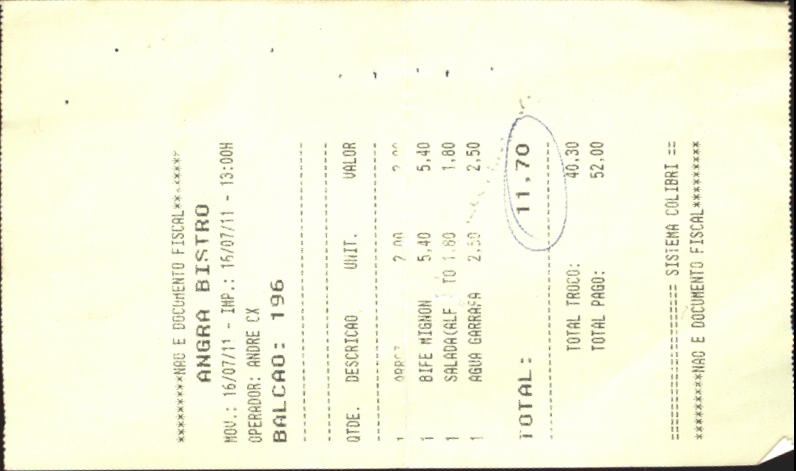 *********NAO E DOCUMENTO FISCAL*********
ANGRA BISTRO
MOV.: 16/07/11 - IMP.: 16/07/11 - 13:00H
OPERADOR: ANDRE CX
BALCAO: 196
----------------------------------------
QTDE. DESCRICAO UNIT. VALOR
----------------------------------------
1 ARROZ 2,00 2,00
1 BIFE MIGNON 5,40 5,40
1 SALADA(ALF TO 1,80 1,80
1 AGUA GARRAFA 2,50 2,50
----------------------------------------
TOTAL: 11,70
----------------------------------------
TOTAL TROCO: 40,30
TOTAL PAGO: 52,00
====================== SISTEMA COLIBRI ==
*********NAO E DOCUMENTO FISCAL*********